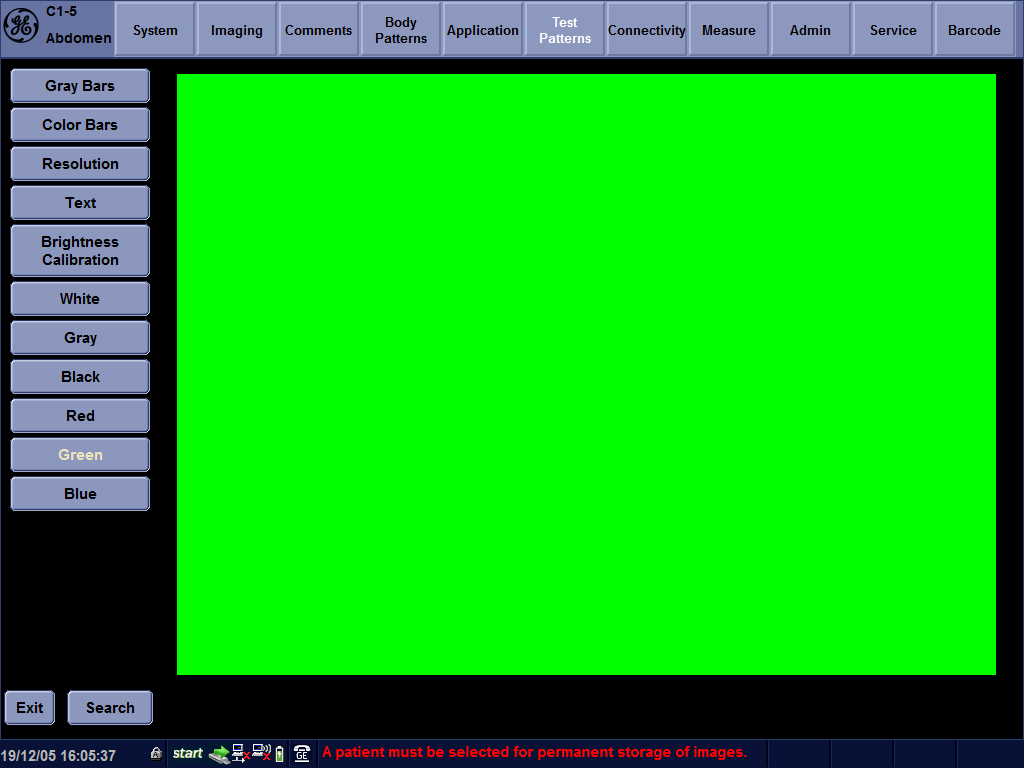 C1-5
Abdomen
System
Imaging
Comments
Body
Patterns
Application
Test
Patterns
Connectivity
Measure
Admin
Service
Barcode
Gray Bars
Color Bars
Resolution
Text
Brightness
Calibration
White
Gray
Black
Red
Green
Blue
Exit
Search
19/12/05 16:05:37
start
GE
A patient must be selected for permanent storage of images.